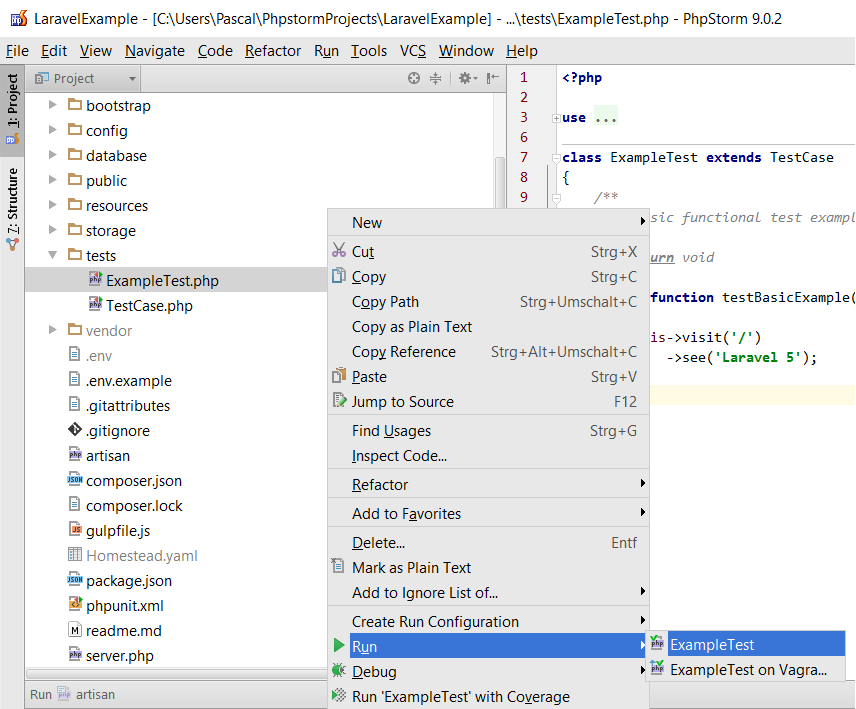 LaravelExample - [C:\Users\Pascal\PhpstormProjects\LaravelExample] - ...\tests\ExampleTest.php - PhpStorm 9.0.2
File Edit View Navigate Code Refactor Run Tools VCS Window Help
1: Project
7: Structure
Project
bootstrap
config
database
public
resources
storage
tests
ExampleTest.php
TestCase.php
vendor
.env
.env.example
.gitattributes
.gitignore
artisan
composer.json
composer.lock
gulpfile.js
Homestead.yaml
package.json
phpunit.xml
readme.md
server.php
Run artisan
1 <?php
2
3 use ...
6
7 class ExampleTest extends TestCase
8 {
9 /**
sic functional test exampl
urn void
function testBasicExample(
is->visit('/')
->see('Laravel 5');
New
Cut Strg+X
Copy Strg+C
Copy Path Strg+Umschalt+C
Copy as Plain Text
Copy Reference Strg+Alt+Umschalt+C
Paste Strg+V
Jump to Source F12
Find Usages Strg+G
Inspect Code...
Refactor
Add to Favorites
Delete... Entf
Mark as Plain Text
Add to Ignore List of...
Create Run Configuration
Run
Debug
Run 'ExampleTest' with Coverage
ExampleTest
ExampleTest on Vagra...